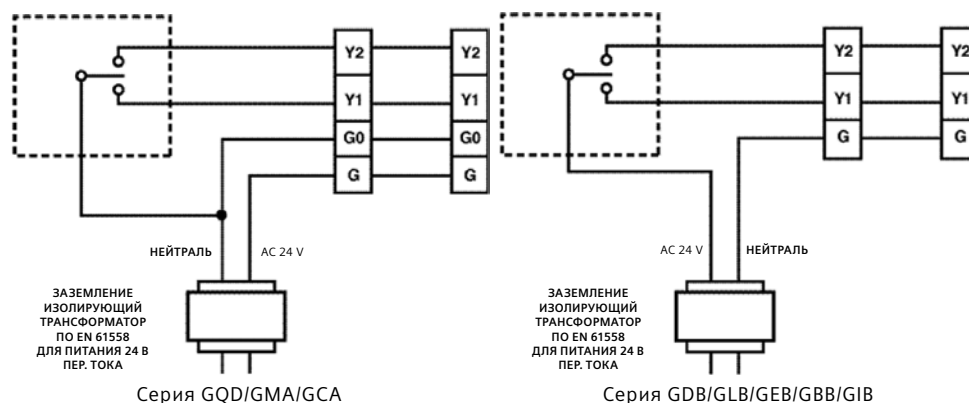 Y2
Y2
Y1
Y1
G0
G0
G
G
НЕЙТРАЛЬ
AC 24 V
ЗАЗЕМЛЕНИЕ
ИЗОЛИРУЮЩИЙ
ТРАНСФОРМАТОР
ПО EN 61558
ДЛЯ ПИТАНИЯ 24 В
ПЕР. ТОКА
Серия GQD/GMA/GCA
Y2
Y2
Y1
Y1
G
G
AC 24 V
НЕЙТРАЛЬ
ЗАЗЕМЛЕНИЕ
ИЗОЛИРУЮЩИЙ
ТРАНСФОРМАТОР
ПО EN 61558
ДЛЯ ПИТАНИЯ 24 В
ПЕР. ТОКА
Серия GDB/GLB/GEB/GBB/GIB